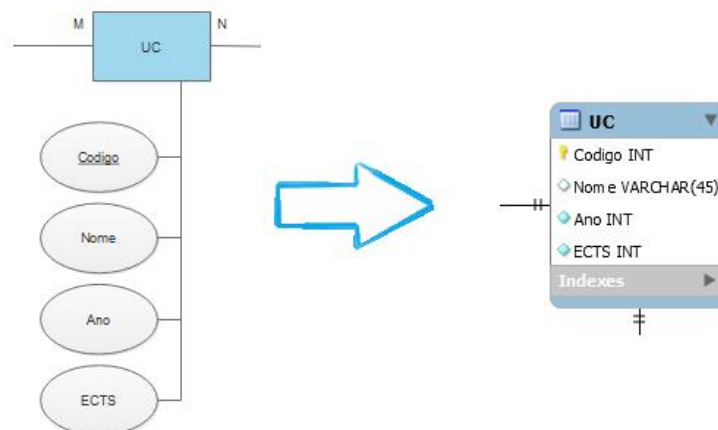 M
N
UC
Codigo
Nome
Ano
ECTS
UC
Codigo INT
Nome VARCHAR(45)
Ano INT
ECTS INT
Indexes